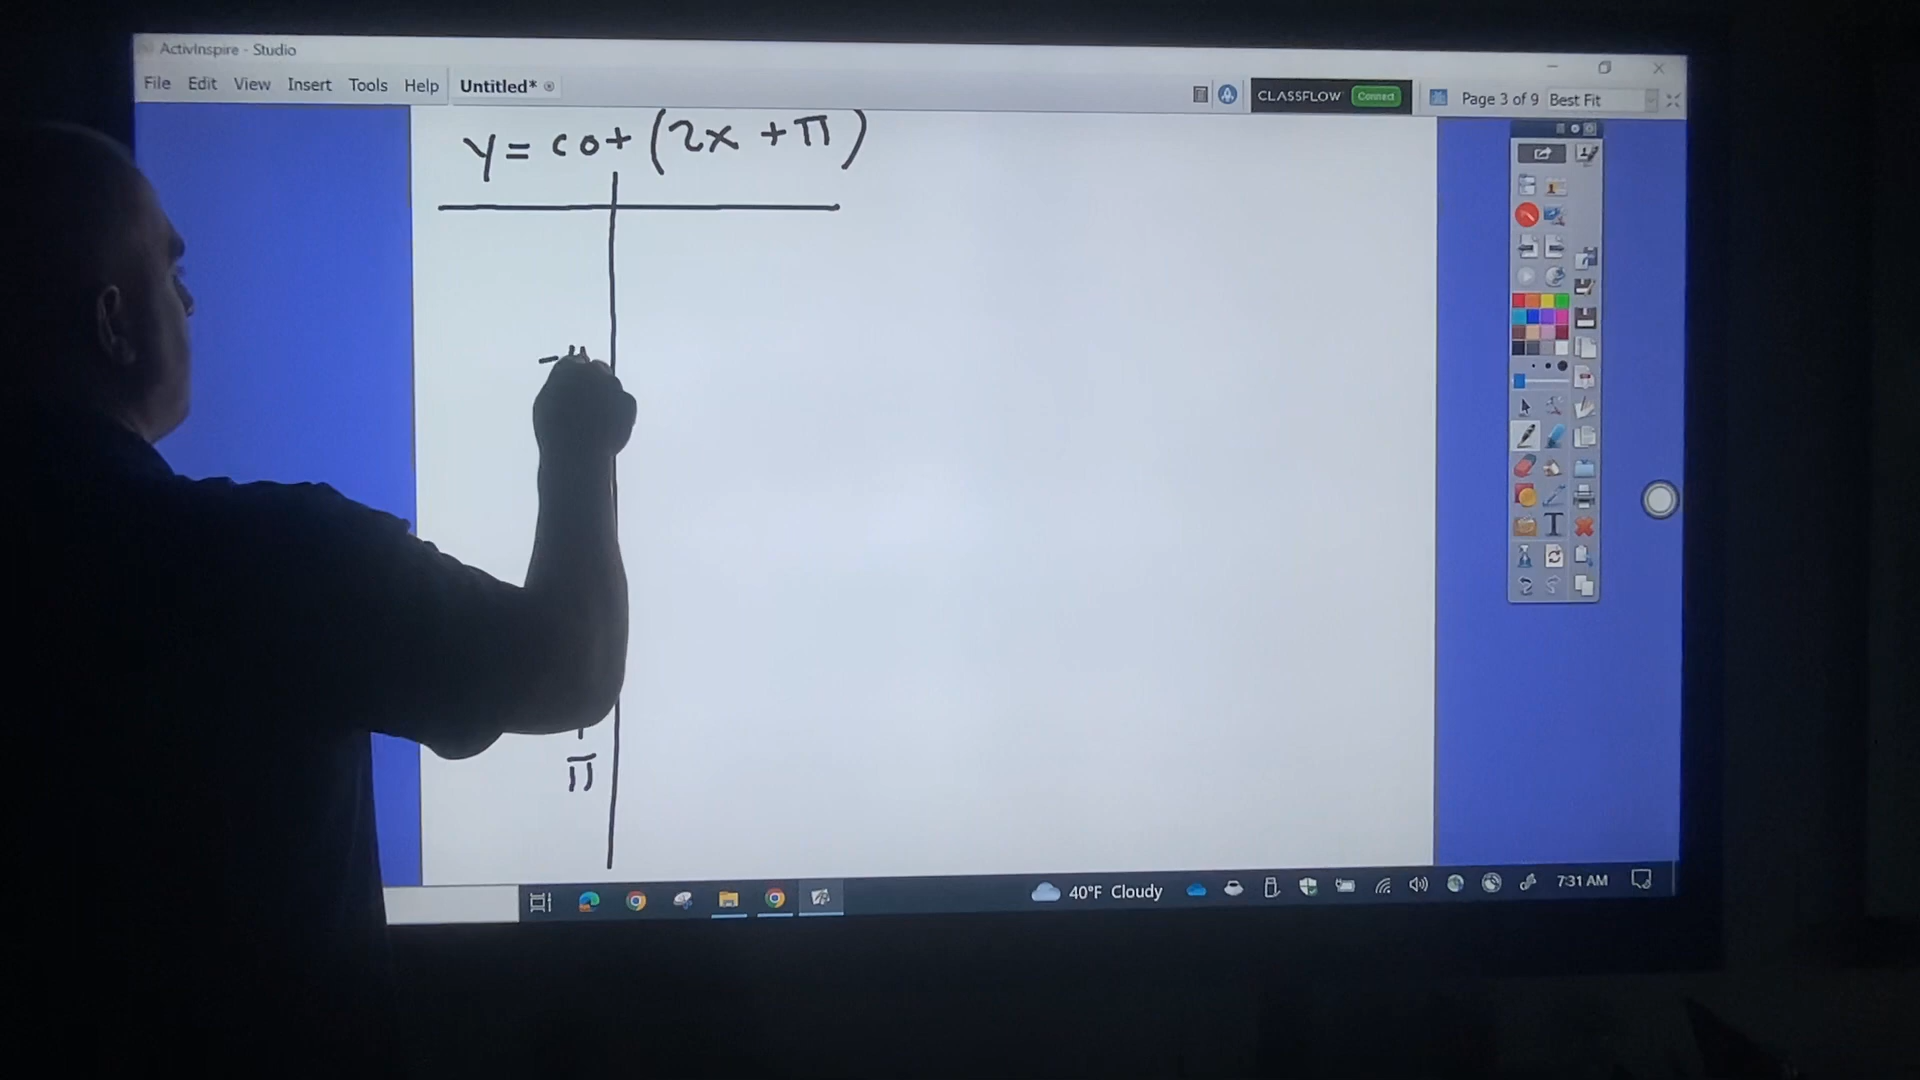 ActivInspire - Studio
File Edit View Insert Tools Help Untitled*
CLASSFLOW Connect Page 3 of 9 Best Fit
y = cot (2x + π)
π
40°F Cloudy 7:31 AM